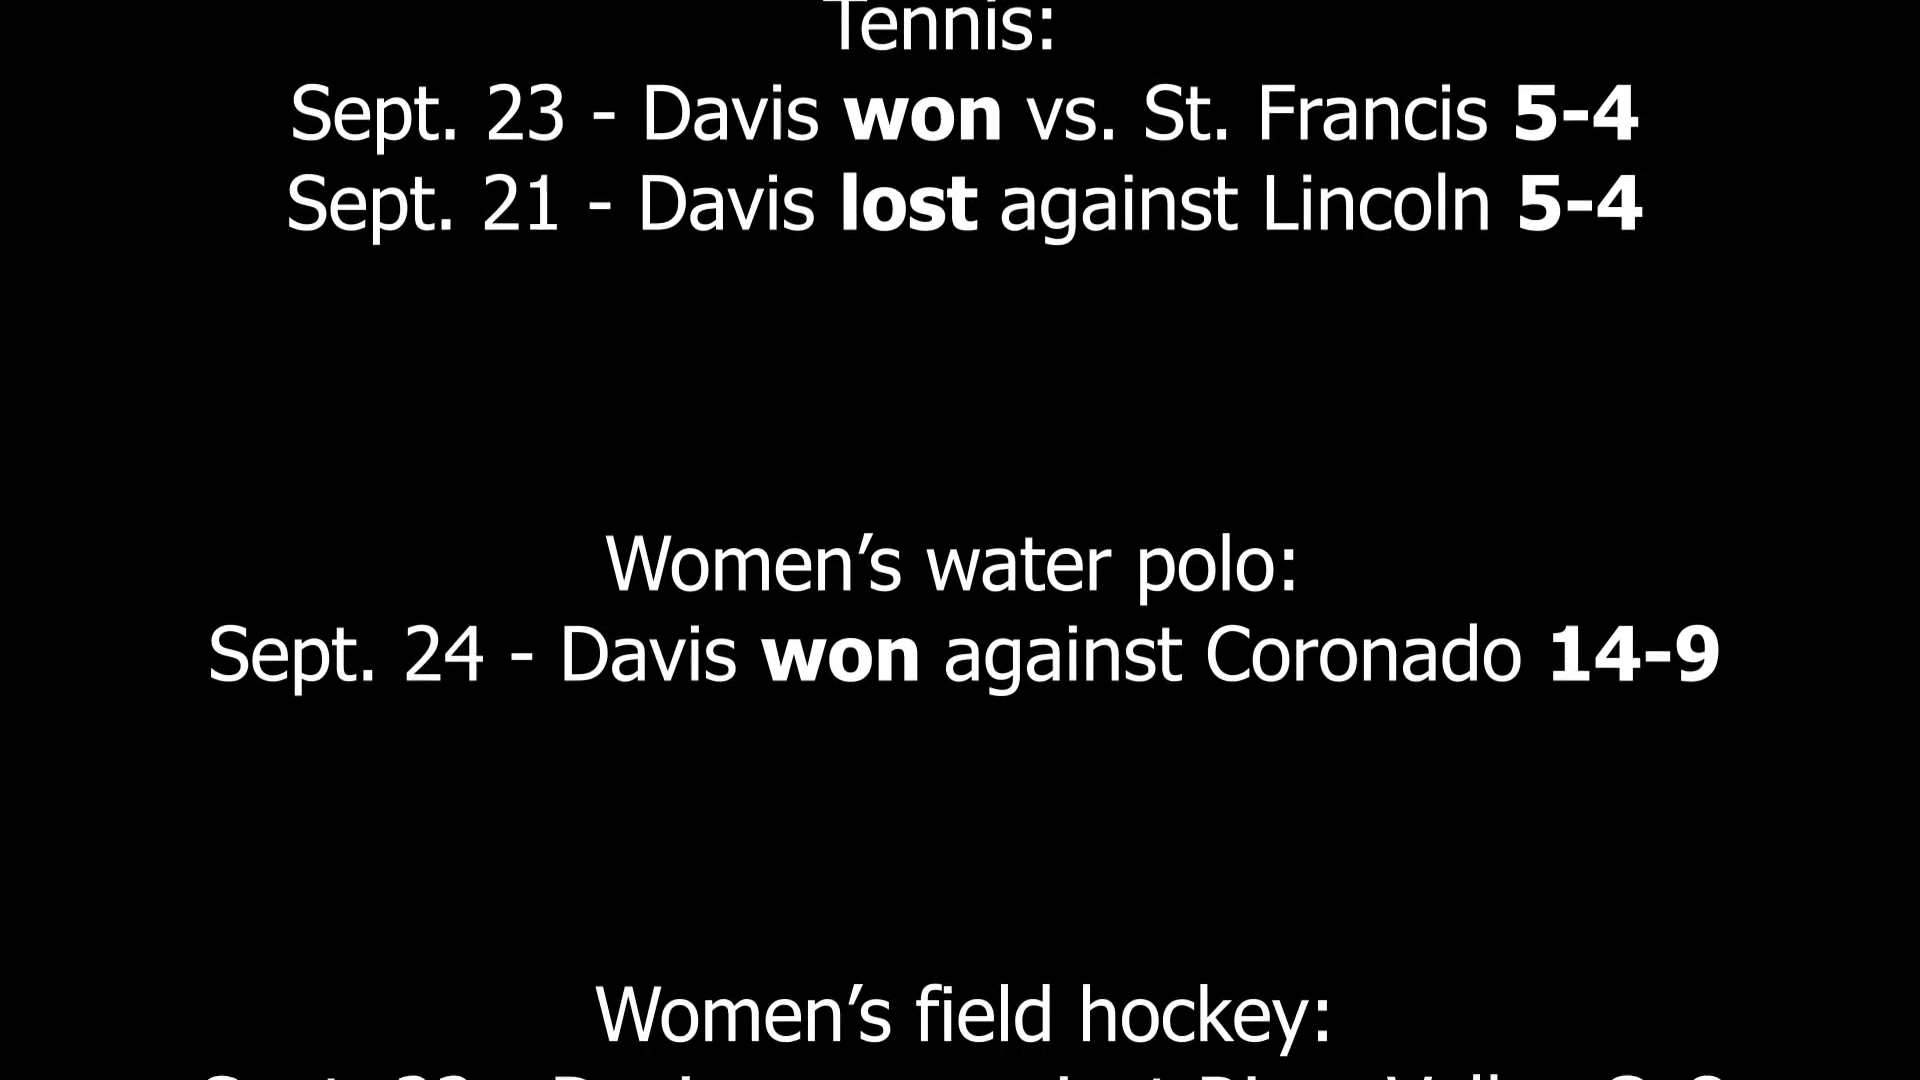 Tennis:
Sept. 23 - Davis won vs. St. Francis 5-4
Sept. 21 - Davis lost against Lincoln 5-4
Women’s water polo:
Sept. 24 - Davis won against Coronado 14-9
Women’s field hockey: